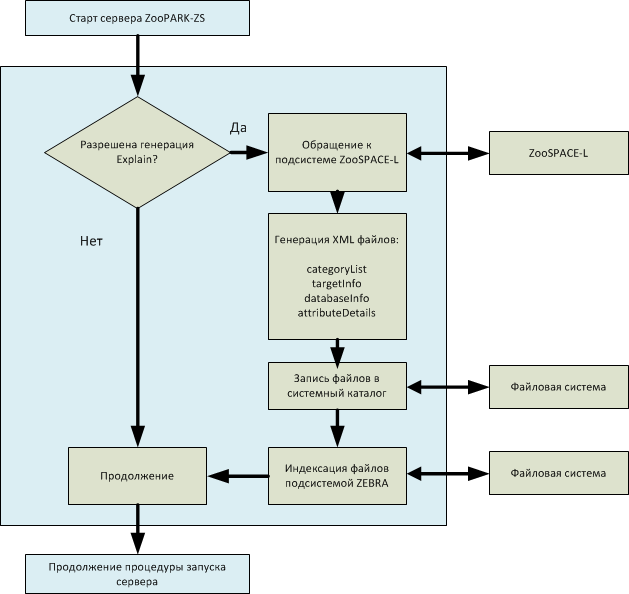 Старт сервера ZooPARK-ZS
Разрешена генерация
Explain?
Да
Обращение к
подсистеме ZooSPACE-L
ZooSPACE-L
Нет
Генерация XML файлов:
categoryList
targetInfo
databaseInfo
attributeDetails
Запись файлов в
системный каталог
Файловая система
Продолжение
Индексация файлов
подсистемой ZEBRA
Файловая система
Продолжение процедуры запуска
сервера